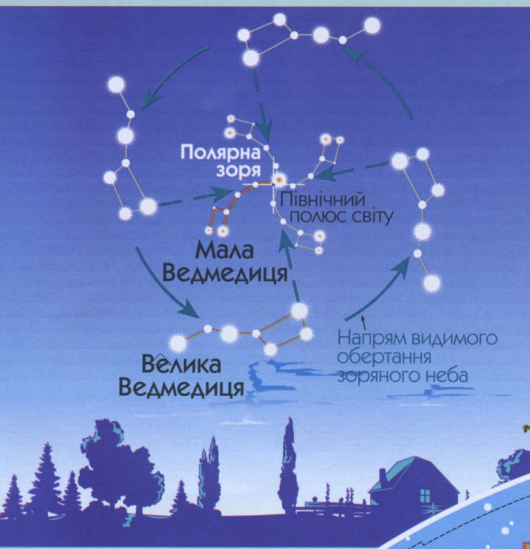 Полярна
зоря
Північний
полюс світу
Мала
Ведмедиця
Напрям видимого
обертання
зоряного неба
Велика
Ведмедиця